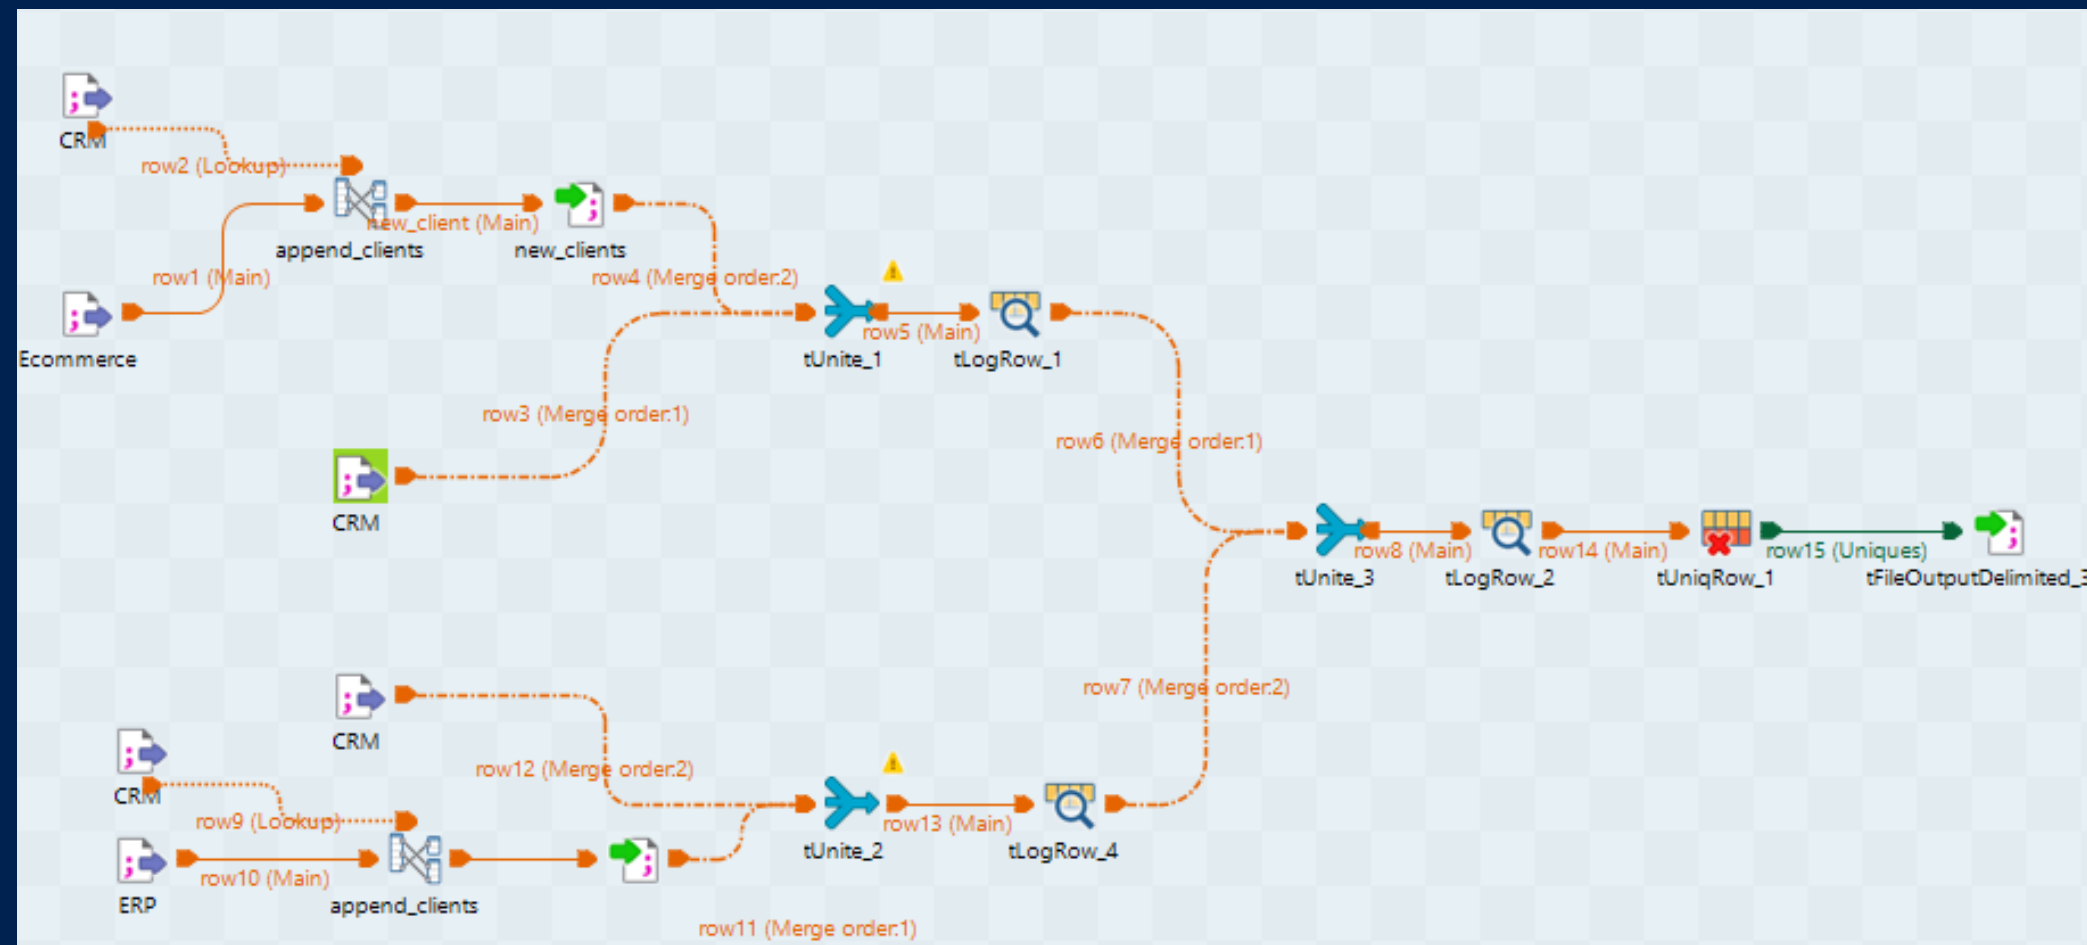 CRM
row2 (Lookup)
new_client (Main)
append_clients
new_clients
row1 (Main)
row4 (Merge order:2)
Ecommerce
row5 (Main)
tUnite_1
tLogRow_1
row3 (Merge order:1)
row6 (Merge order:1)
CRM
row8 (Main)
row14 (Main)
row15 (Uniques)
tUnite_3
tLogRow_2
tUniqRow_1
tFileOutputDelimited_3
row7 (Merge order:2)
CRM
row12 (Merge order:2)
CRM
row9 (Lookup)
row13 (Main)
tUnite_2
tLogRow_4
row10 (Main)
ERP
append_clients
row11 (Merge order:1)